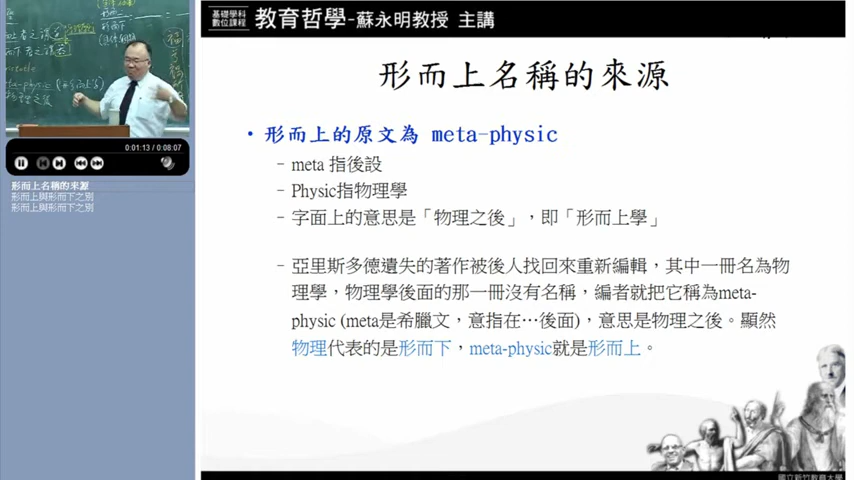 基礎學科
數位課程
教育哲學-蘇永明教授 主講
形而上名稱的來源
• 形而上的原文為 meta-physic
– meta 指後設
– Physic指物理學
– 字面上的意思是「物理之後」，即「形而上學」
– 亞里斯多德遺失的著作被後人找回來重新編輯，其中一冊名為物
理學，物理學後面的那一冊沒有名稱，編者就把它稱為meta-
physic (meta是希臘文，意指在…後面)，意思是物理之後。顯然
物理代表的是形而下，meta-physic就是形而上。
0:01:13 / 0:08:07
形而上名稱的來源
形而上與形而下之別
形而上與形而下之別
國立新竹教育大學